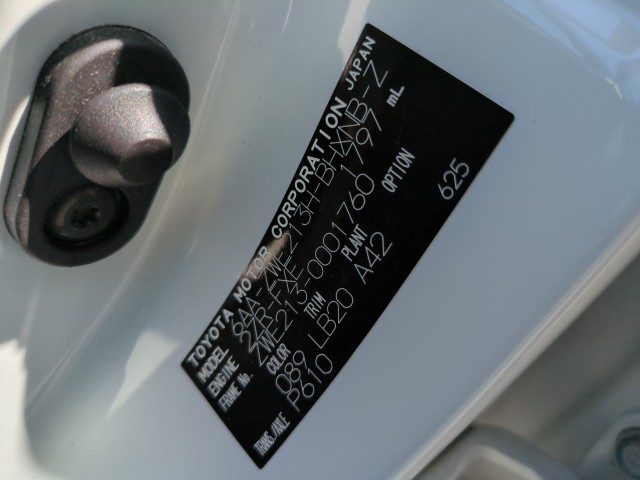 TOYOTA MOTOR CORPORATION JAPAN
MODEL 6AA-ZWE213H-BHXNB-Z
ENGINE 2ZR-FXE 1797 mL
FRAME No. ZWE213-0001760
COLOR TRIM PLANT OPTION
089 LB20 A42 625
TRANS/AXLE P610